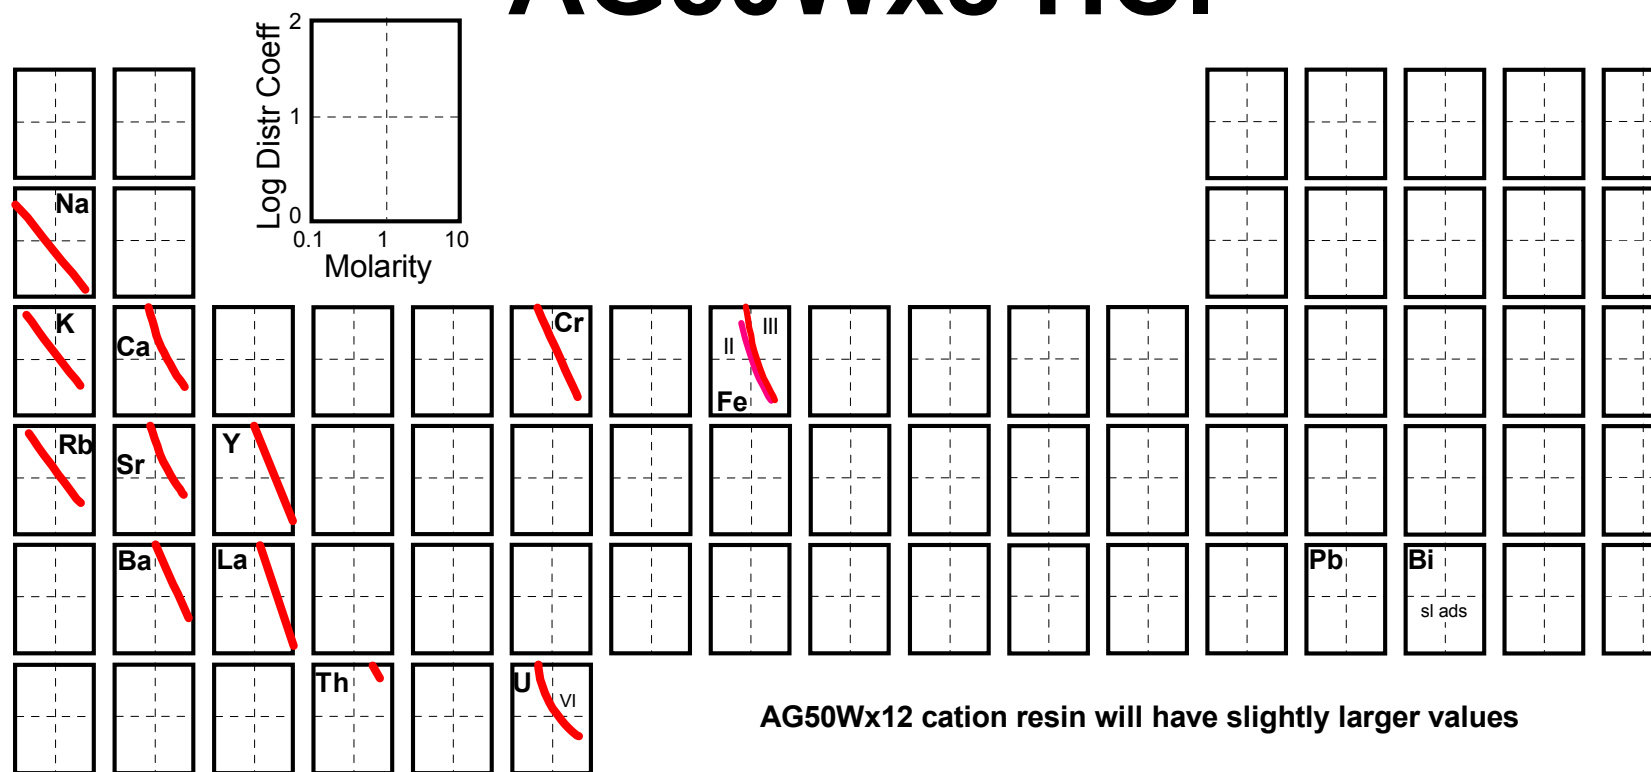 2
Log Distr Coeff
1
0
0.1 1 10
Molarity
Na
K
Ca
Cr
II
III
Fe
Rb
Sr
Y
Ba
La
Pb
Bi
sl ads
Th
U
VI
AG50Wx12 cation resin will have slightly larger values